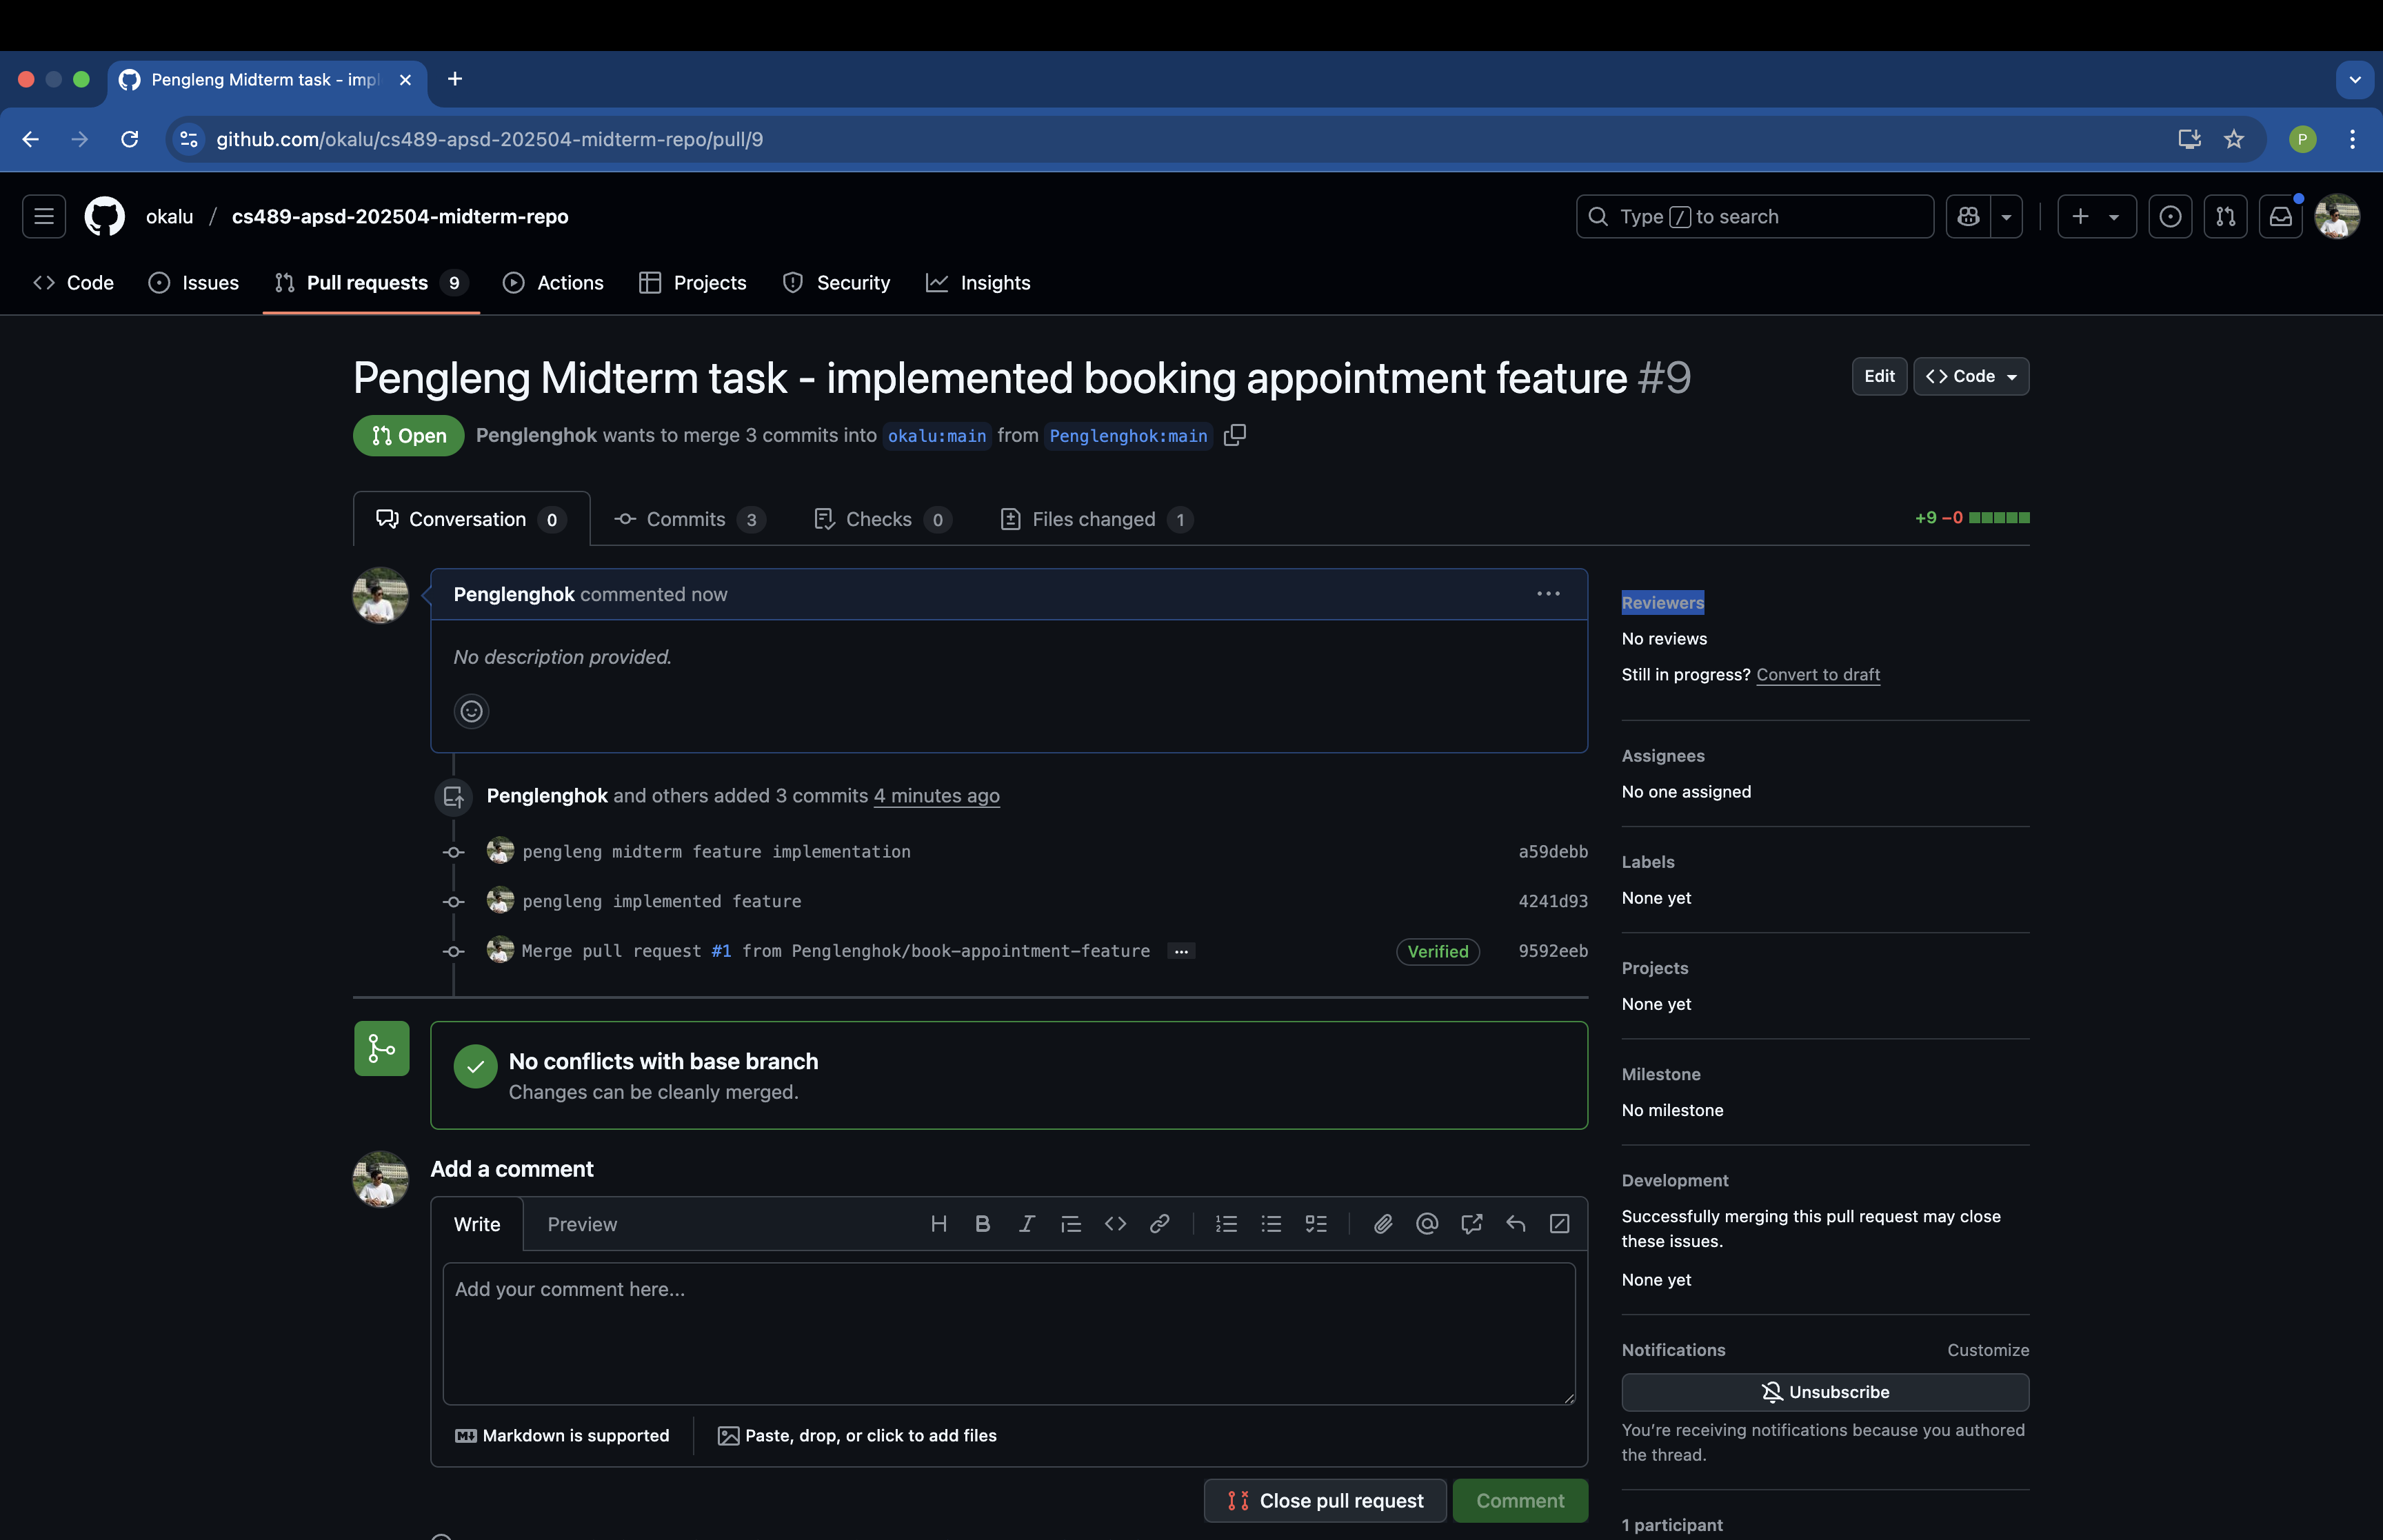 Pengleng Midterm task - imp
github.com/okalu/cs489-apsd-202504-midterm-repo/pull/9
P
okalu / cs489-apsd-202504-midterm-repo
Type / to search
Code
Issues
Pull requests 9
Actions
Projects
Security
Insights
Pengleng Midterm task - implemented booking appointment feature #9
Edit
Code
Open
Penglenghok wants to merge 3 commits into okalu:main from Penglenghok:main
Conversation 0
Commits 3
Checks 0
Files changed 1
+9 −0
Penglenghok commented now
No description provided.
Penglenghok and others added 3 commits 4 minutes ago
pengleng midterm feature implementation a59debb
pengleng implemented feature 4241d93
Merge pull request #1 from Penglenghok/book-appointment-feature ... Verified 9592eeb
No conflicts with base branch
Changes can be cleanly merged.
Add a comment
Write
Preview
Add your comment here...
Markdown is supported
Paste, drop, or click to add files
Close pull request
Comment
Reviewers
No reviews
Still in progress? Convert to draft
Assignees
No one assigned
Labels
None yet
Projects
None yet
Milestone
No milestone
Development
Successfully merging this pull request may close
these issues.
None yet
Notifications
Customize
Unsubscribe
You’re receiving notifications because you authored
the thread.
1 participant